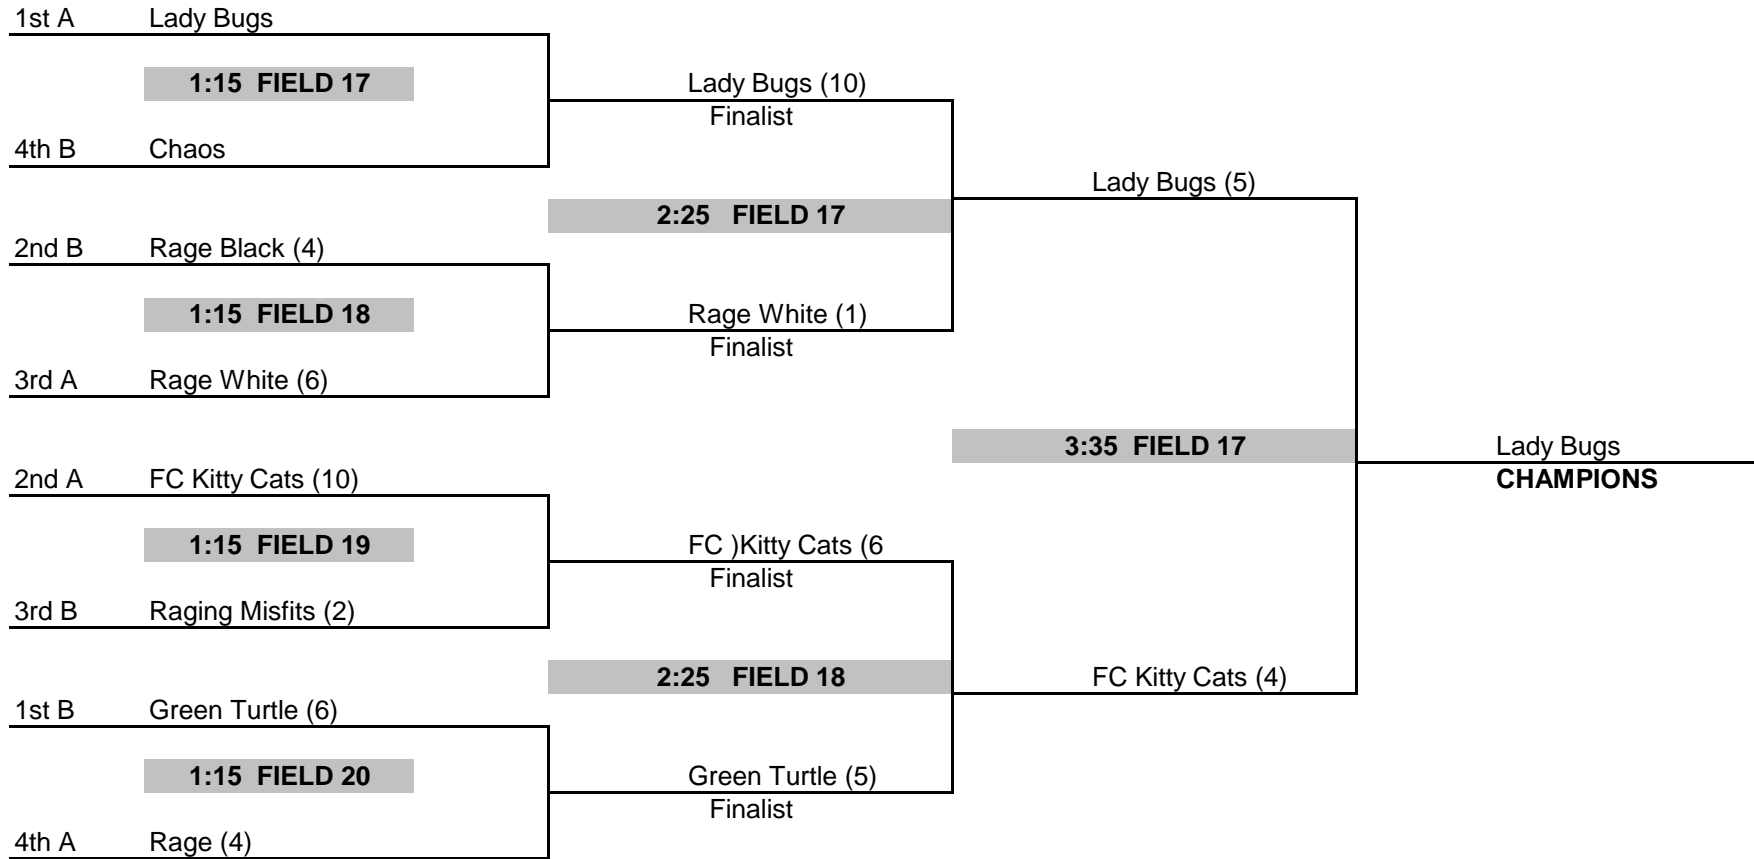 1st A Lady Bugs
1:15 FIELD 17
Lady Bugs (10)
Finalist
4th B Chaos
Lady Bugs (5)
2:25 FIELD 17
2nd B Rage Black (4)
1:15 FIELD 18
Rage White (1)
Finalist
3rd A Rage White (6)
3:35 FIELD 17
Lady Bugs
CHAMPIONS
2nd A FC Kitty Cats (10)
1:15 FIELD 19
FC )Kitty Cats (6
Finalist
3rd B Raging Misfits (2)
2:25 FIELD 18
FC Kitty Cats (4)
1st B Green Turtle (6)
1:15 FIELD 20
Green Turtle (5)
Finalist
4th A Rage (4)